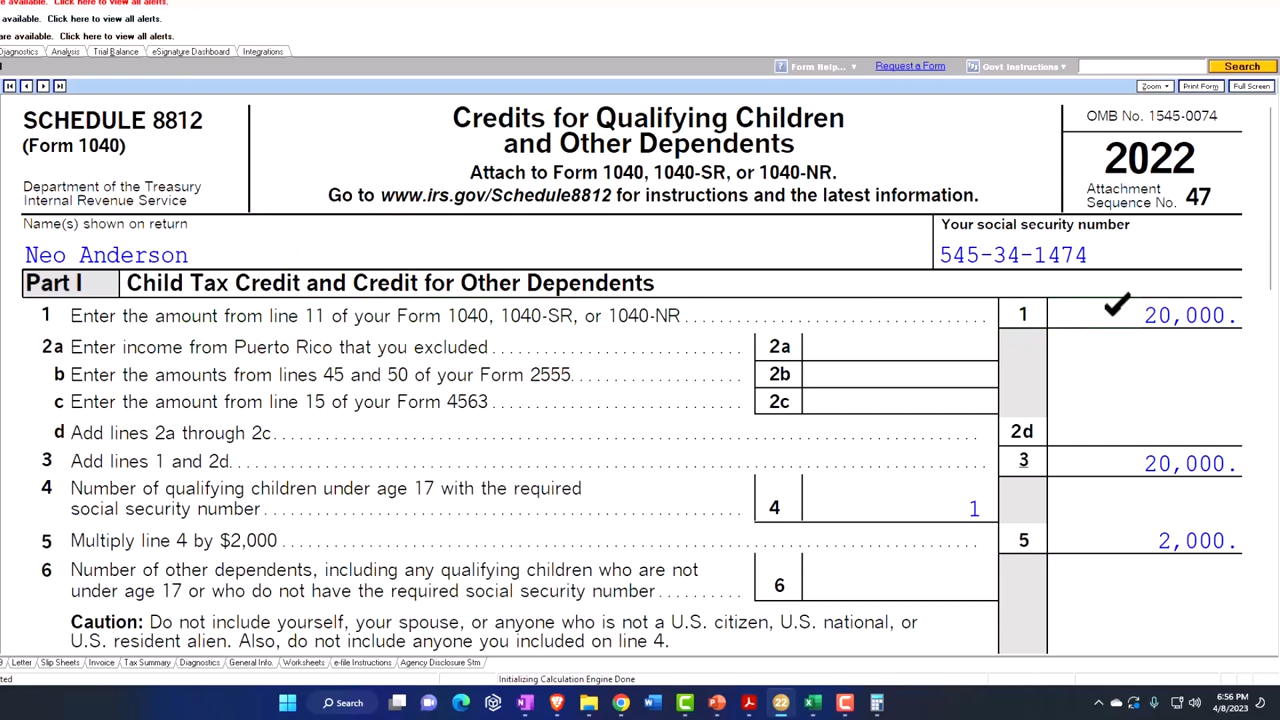 are available. Click here to view all alerts.
available. Click here to view all alerts.
are available. Click here to view all alerts.
Diagnostics Analysis Trial Balance eSignature Dashboard Integrations
Form Help... Request a Form Govt Instructions Search
Zoom Print Form Full Screen
SCHEDULE 8812
(Form 1040)
Department of the Treasury
Internal Revenue Service
Credits for Qualifying Children
and Other Dependents
Attach to Form 1040, 1040-SR, or 1040-NR.
Go to www.irs.gov/Schedule8812 for instructions and the latest information.
OMB No. 1545-0074
2022
Attachment
Sequence No. 47
Name(s) shown on return
Neo Anderson
Your social security number
545-34-1474
Part I Child Tax Credit and Credit for Other Dependents
1 Enter the amount from line 11 of your Form 1040, 1040-SR, or 1040-NR 1 20,000.
2a Enter income from Puerto Rico that you excluded 2a
b Enter the amounts from lines 45 and 50 of your Form 2555 2b
c Enter the amount from line 15 of your Form 4563 2c
d Add lines 2a through 2c 2d
3 Add lines 1 and 2d. 3 20,000.
4 Number of qualifying children under age 17 with the required
social security number 4 1
5 Multiply line 4 by $2,000 5 2,000.
6 Number of other dependents, including any qualifying children who are not
under age 17 or who do not have the required social security number 6
Caution: Do not include yourself, your spouse, or anyone who is not a U.S. citizen, U.S. national, or
U.S. resident alien. Also, do not include anyone you included on line 4.
Letter Slip Sheets Invoice Tax Summary Diagnostics General Info. Worksheets e-file Instructions Agency Disclosure Stm
Initializing Calculation Engine Done
Search
22
6:56 PM
4/8/2023